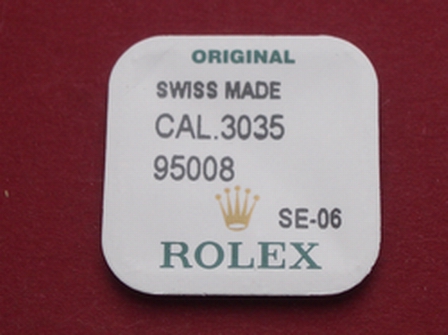 ORIGINAL
SWISS MADE
CAL.3035
95008
SE-06
ROLEX